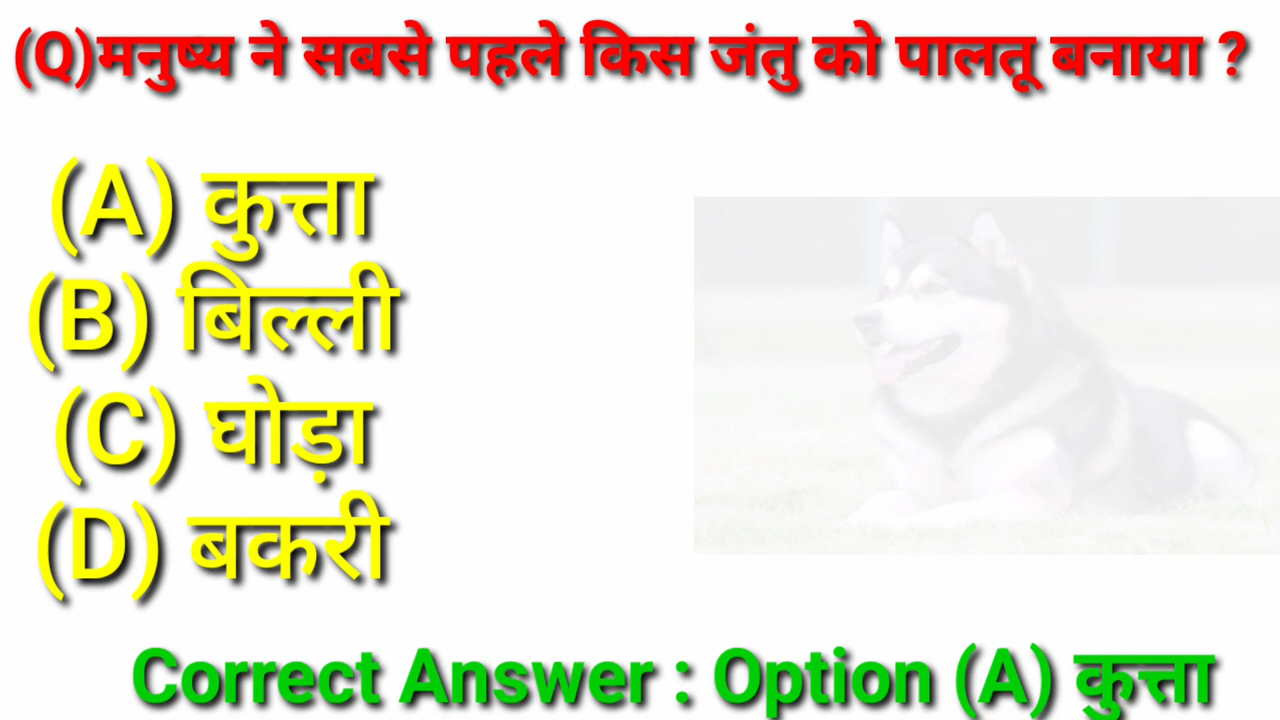 (Q)मनुष्य ने सबसे पहले किस जंतु को पालतू बनाया ?
(A) कुत्ता
(B) बिल्ली
(C) घोड़ा
(D) बकरी
Correct Answer : Option (A) कुत्ता